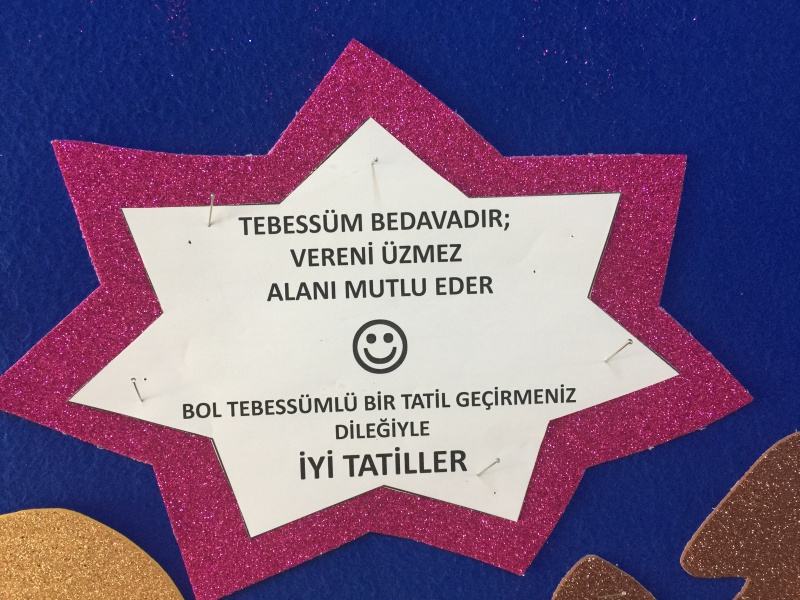 TEBESSÜM BEDAVADIR;
VERENİ ÜZMEZ
ALANI MUTLU EDER
BOL TEBESSÜMLÜ BİR TATİL GEÇİRMENİZ
DİLEĞİYLE
İYİ TATİLLER